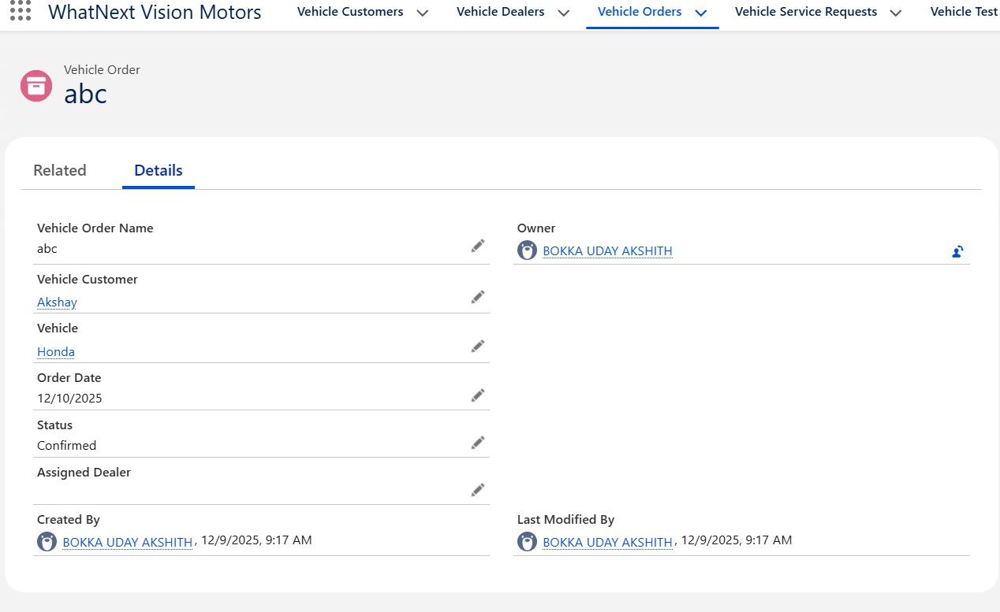 WhatNext Vision Motors
Vehicle Customers
Vehicle Dealers
Vehicle Orders
Vehicle Service Requests
Vehicle Test
Vehicle Order
abc
Related
Details
Vehicle Order Name
abc
Owner
BOKKA UDAY AKSHITH
Vehicle Customer
Akshay
Vehicle
Honda
Order Date
12/10/2025
Status
Confirmed
Assigned Dealer
Created By
BOKKA UDAY AKSHITH, 12/9/2025, 9:17 AM
Last Modified By
BOKKA UDAY AKSHITH, 12/9/2025, 9:17 AM